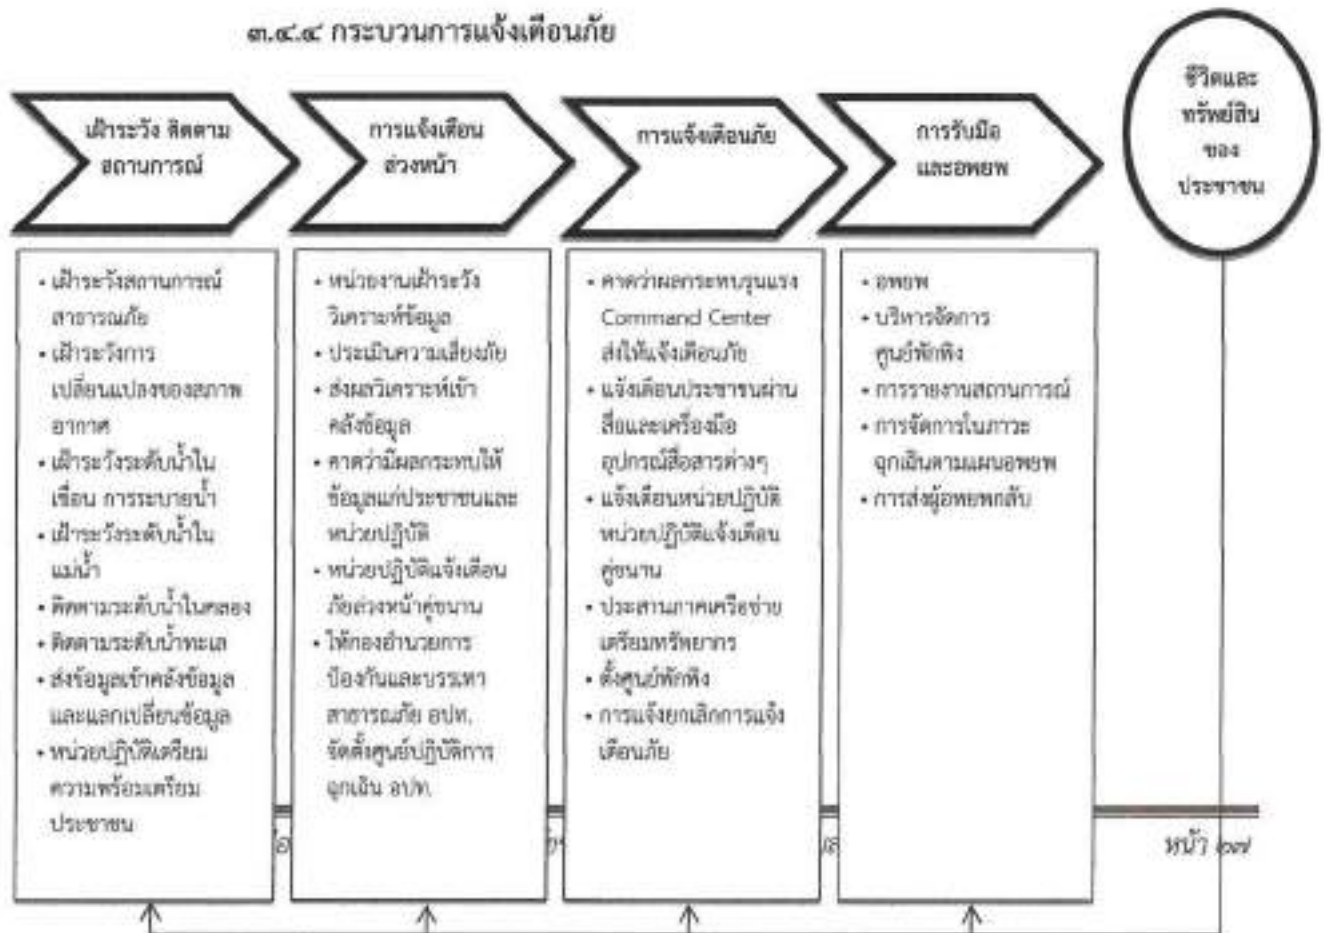 ๓.๔.๔ กระบวนการแจ้งเตือนภัย
เฝ้าระวัง ติดตาม
สถานการณ์
การแจ้งเตือน
ล่วงหน้า
การแจ้งเตือนภัย
การรับมือ
และอพยพ
ชีวิตและ
ทรัพย์สิน
ของ
ประชาชน
• เฝ้าระวังสถานการณ์
สาธารณภัย
• เฝ้าระวังการ
เปลี่ยนแปลงของสภาพ
อากาศ
• เฝ้าระวังระดับน้ำใน
เขื่อน การระบายน้ำ
• เฝ้าระวังระดับน้ำใน
แม่น้ำ
• ติดตามระดับน้ำในคลอง
• ติดตามระดับน้ำทะเล
• ส่งข้อมูลเข้าคลังข้อมูล
และแลกเปลี่ยนข้อมูล
• หน่วยปฏิบัติเตรียม
ความพร้อมเตรียม
ประชาชน
• หน่วยงานเฝ้าระวัง
วิเคราะห์ข้อมูล
• ประเมินความเสี่ยงภัย
• ส่งผลวิเคราะห์เข้า
คลังข้อมูล
• คาดว่ามีผลกระทบให้
ข้อมูลแก่ประชาชนและ
หน่วยปฏิบัติ
• หน่วยปฏิบัติแจ้งเตือน
ภัยล่วงหน้าคู่ขนาน
• ให้กองอำนวยการ
ป้องกันและบรรเทา
สาธารณภัย อปท.
จัดตั้งศูนย์ปฏิบัติการ
ฉุกเฉิน อปท.
• คาดว่าผลกระทบรุนแรง
Command Center
ส่งให้แจ้งเตือนภัย
• แจ้งเตือนประชาชนผ่าน
สื่อและเครื่องมือ
อุปกรณ์สื่อสารต่างๆ
• แจ้งเตือนหน่วยปฏิบัติ
หน่วยปฏิบัติแจ้งเตือน
คู่ขนาน
• ประสานภาคเครือข่าย
เตรียมทรัพยากร
• ตั้งศูนย์พักพิง
• การแจ้งยกเลิกการแจ้ง
เตือนภัย
• อพยพ
• บริหารจัดการ
ศูนย์พักพิง
• การรายงานสถานการณ์
• การจัดการในภาวะ
ฉุกเฉินตามแผนอพยพ
• การส่งผู้อพยพกลับ
หน้า ๒๗